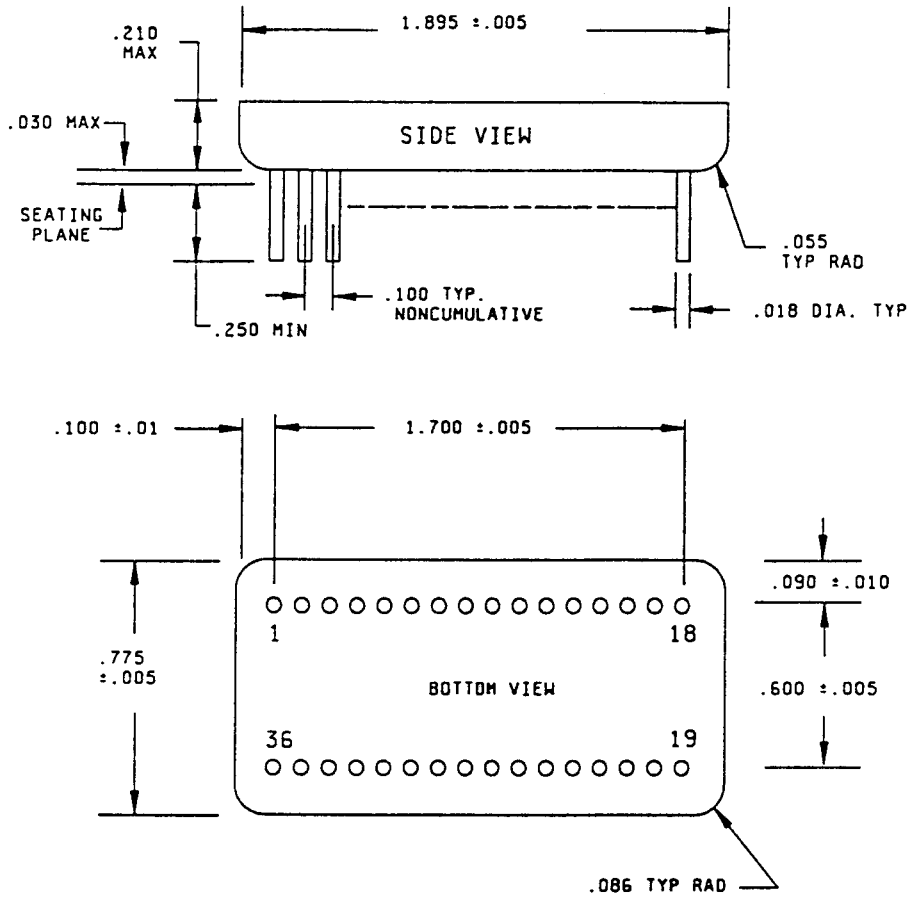 1.895 ±.005
.210
MAX
.030 MAX
SIDE VIEW
SEATING
PLANE
.055
TYP RAD
.100 TYP.
NONCUMULATIVE
.018 DIA. TYP
.250 MIN
.100 ±.01
1.700 ±.005
.090 ±.010
1
18
.775
±.005
BOTTOM VIEW
.600 ±.005
36
19
.086 TYP RAD